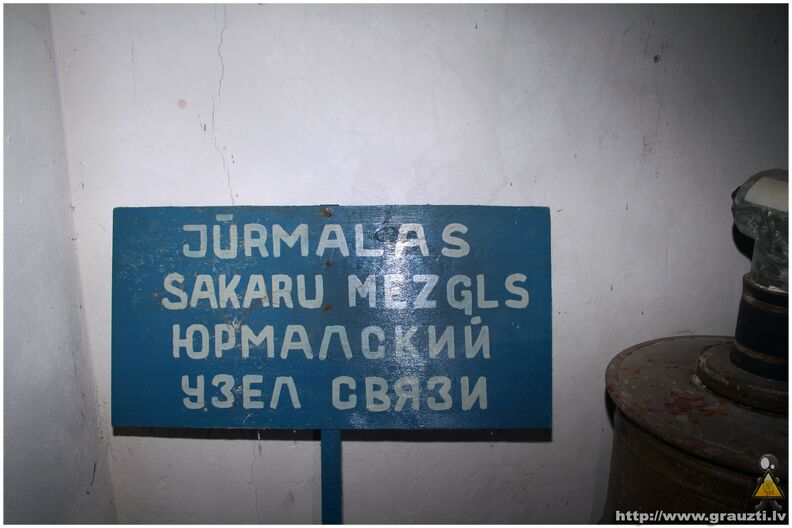 JŪRMALAS
SAKARU MEZGLS
ЮРМАЛСКИЙ
УЗЕЛ СВЯЗИ
http://www.grauzti.lv